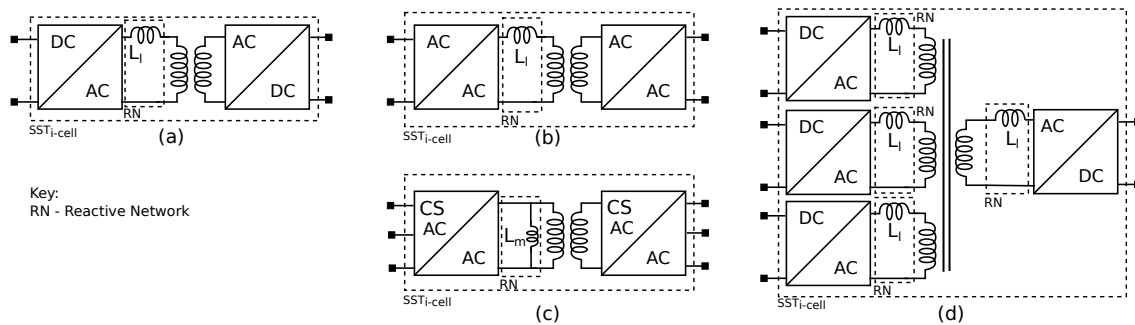 DC
AC
L_l
RN
AC
DC
SST_i-cell
(a)
Key:
RN - Reactive Network
AC
AC
L_l
RN
AC
AC
SST_i-cell
(b)
CS
AC
AC
L_m
RN
CS
AC
AC
SST_i-cell
(c)
DC
AC
L_l
RN
DC
AC
L_l
RN
DC
AC
L_l
RN
L_l
RN
AC
DC
SST_i-cell
(d)